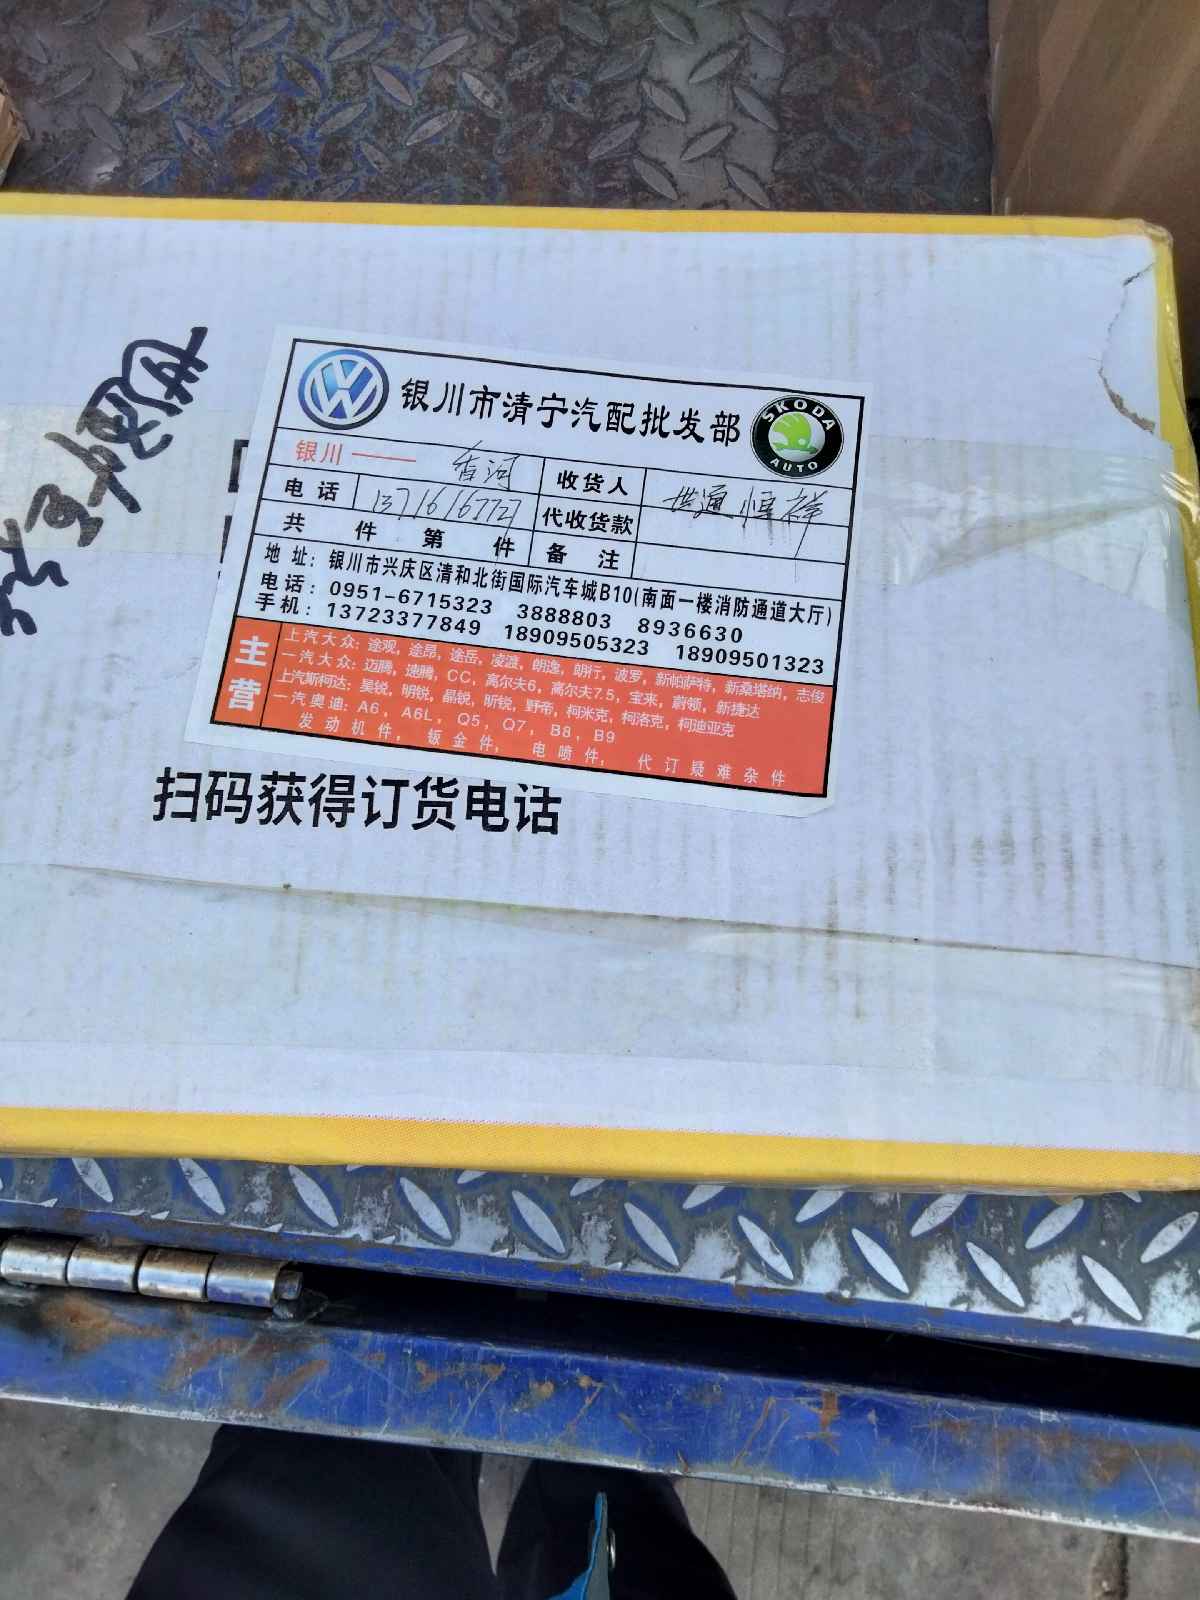 银川市清宁汽配批发部
SKODA
AUTO
银川—— 香河 收货人 世通恒祥
电话 13716167727 代收货款
共 件 第 件 备注
地址：银川市兴庆区清和北街国际汽车城B10(南面一楼消防通道大厅)
电话：0951-6715323 3888803 8936630
手机：13723377849 18909505323 18909501323
主营
上汽大众：途观，途昂，途岳，凌渡，朗逸，朗行，波罗，新帕萨特，新桑塔纳，志俊
一汽大众：迈腾，速腾，CC，高尔夫6，高尔夫7.5，宝来，蔚领，新捷达
上汽斯柯达：昊锐，明锐，晶锐，昕锐，野帝，柯米克，柯洛克，柯迪亚克
一汽奥迪：A6，A6L，Q5，Q7，B8，B9
发动机件，钣金件，电喷件，代订疑难杂件
扫码获得订货电话